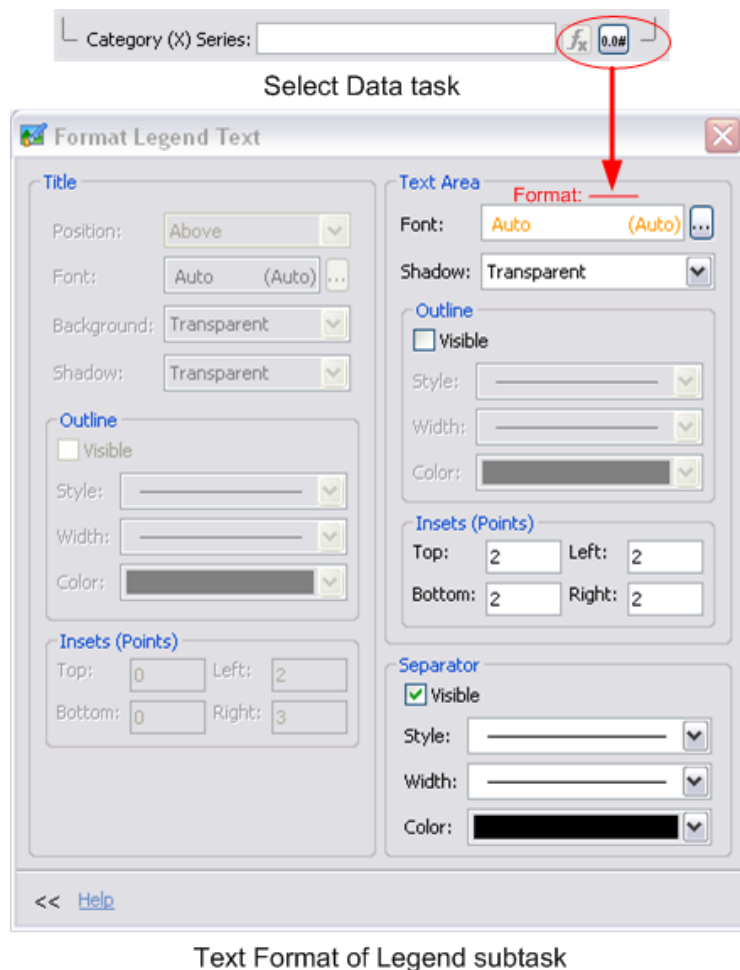 Category (X) Series: fx 0.0#
Select Data task
Format Legend Text
Title
Position: Above
Font: Auto (Auto) ...
Background: Transparent
Shadow: Transparent
Outline
Visible
Style:
Width:
Color:
Insets (Points)
Top: 0 Left: 2
Bottom: 0 Right: 3
Text Area
Format:
Font: Auto (Auto) ...
Shadow: Transparent
Outline
Visible
Style:
Width:
Color:
Insets (Points)
Top: 2 Left: 2
Bottom: 2 Right: 2
Separator
Visible
Style:
Width:
Color:
<< Help
Text Format of Legend subtask